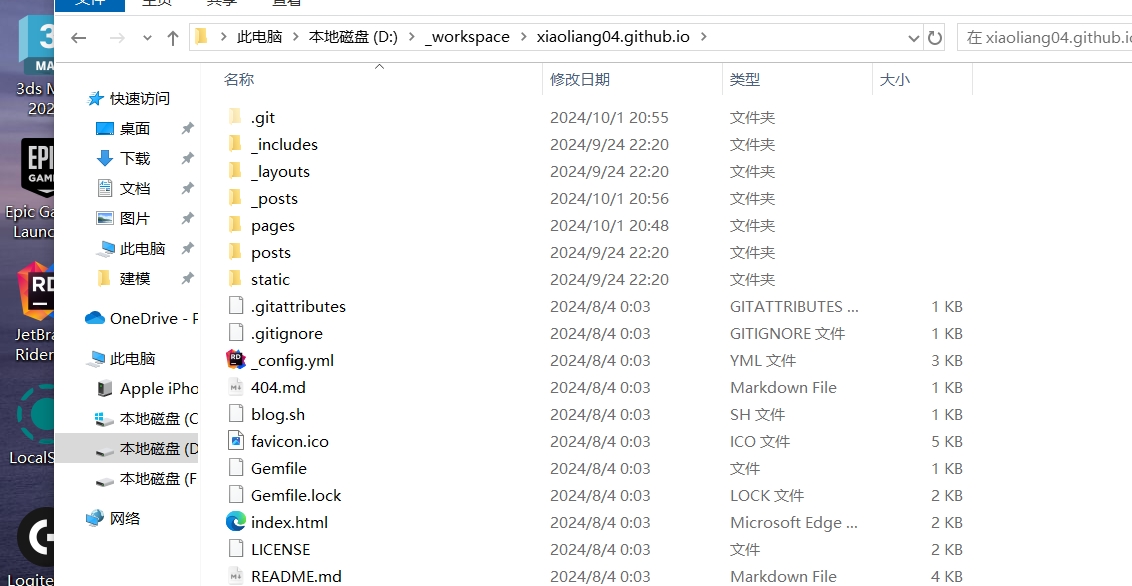 文件
主页
共享
查看
此电脑
本地磁盘 (D:)
_workspace
xiaoliang04.github.io
在 xiaoliang04.github.io
3ds M
202
EPIC
GAMES
Epic Ga
Launc
RD
JetBra
Rider
LocalS
Logite
快速访问
桌面
下载
文档
图片
此电脑
建模
OneDrive - P
此电脑
Apple iPho
本地磁盘 (C
本地磁盘 (D
本地磁盘 (F
网络
名称 修改日期 类型 大小
.git 2024/10/1 20:55 文件夹
_includes 2024/9/24 22:20 文件夹
_layouts 2024/9/24 22:20 文件夹
_posts 2024/10/1 20:56 文件夹
pages 2024/10/1 20:48 文件夹
posts 2024/9/24 22:20 文件夹
static 2024/9/24 22:20 文件夹
.gitattributes 2024/8/4 0:03 GITATTRIBUTES ... 1 KB
.gitignore 2024/8/4 0:03 GITIGNORE 文件 1 KB
_config.yml 2024/8/4 0:03 YML 文件 3 KB
404.md 2024/8/4 0:03 Markdown File 1 KB
blog.sh 2024/8/4 0:03 SH 文件 1 KB
favicon.ico 2024/8/4 0:03 ICO 文件 5 KB
Gemfile 2024/8/4 0:03 文件 1 KB
Gemfile.lock 2024/8/4 0:03 LOCK 文件 2 KB
index.html 2024/8/4 0:03 Microsoft Edge ... 2 KB
LICENSE 2024/8/4 0:03 文件 2 KB
README.md 2024/8/4 0:03 Markdown File 4 KB